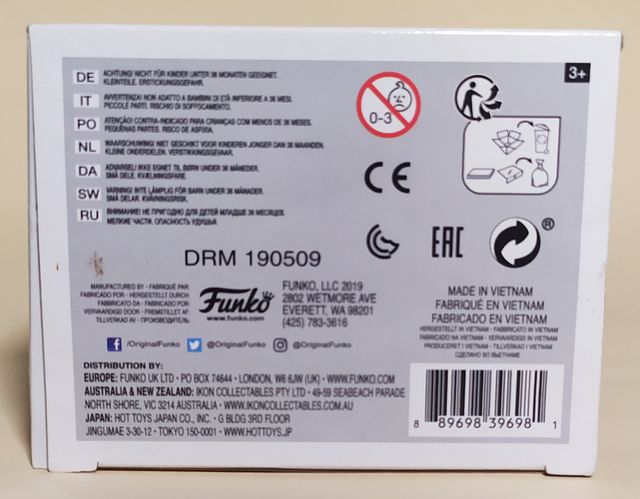 DE ACHTUNG! NICHT FÜR KINDER UNTER 36 MONATEN GEEIGNET.
KLEINTEILE. ERSTICKUNGSGEFAHR.
IT AVVERTENZA! NON ADATTO A BAMBINI DI ETÀ INFERIORE A 36 MESI.
PICCOLE PARTI. RISCHIO DI SOFFOCAMENTO.
PO ATENÇÃO! CONTRA-INDICADO PARA CRIANÇAS COM MENOS DE 36 MESES.
PEQUENAS PARTES. RISCO DE ASFIXIA.
NL WAARSCHUWING! NIET GESCHIKT VOOR KINDEREN JONGER DAN 36 MAANDEN.
KLEINE ONDERDELEN. VERSTIKKINGSGEVAAR.
DA ADVARSEL! IKKE EGNET TIL BØRN UNDER 36 MÅNEDER.
SMÅ DELE. KVÆLNINGSFARE.
SW VARNING! INTE LÄMPLIG FÖR BARN UNDER 36 MÅNADER.
SMÅ DELAR. KVÄVNINGSRISK.
RU ВНИМАНИЕ! НЕ ПРИГОДНО ДЛЯ ДЕТЕЙ МЛАДШЕ 36 МЕСЯЦЕВ.
МЕЛКИЕ ЧАСТИ. ОПАСНОСТЬ УДУШЬЯ.
0-3
3+
CE
EAC
®
DRM 190509
MANUFACTURED BY • FABRIQUÉ PAR
FABRICADO POR • HERGESTELLT DURCH
FABBRICATO DA • FABRICADO POR
VERVAARDIGD DOOR • FREMSTILLET AF
TILLVERKAD AV • ПРОИЗВОДИТЕЛЬ
Funko
www.funko.com
FUNKO, LLC 2019
2802 WETMORE AVE
EVERETT, WA 98201
(425) 783-3616
MADE IN VIETNAM
FABRIQUÉ EN VIETNAM
FABRICADO EN VIETNAM
HERGESTELLT IN VIETNAM • FABBRICATO IN VIETNAM
FABRICADO NA VIETNAM • VERVAARDIGD IN VIETNAM
PRODUCERET I VIETNAM • TILLVERKAD I VIETNAM
СДЕЛАНО ВО ВЬЕТНАМЕ
/OriginalFunko @OriginalFunko @OriginalFunko
DISTRIBUTION BY:
EUROPE: FUNKO UK LTD • PO BOX 74644 • LONDON, W6 6JW (UK) • WWW.FUNKO.COM
AUSTRALIA & NEW ZEALAND: IKON COLLECTABLES PTY LTD • 49-59 SEABEACH PARADE
NORTH SHORE, VIC 3214 AUSTRALIA • WWW.IKONCOLLECTABLES.COM.AU
JAPAN: HOT TOYS JAPAN CO., INC. • G BLDG 3RD FLOOR
JINGUMAE 3-30-12 • TOKYO 150-0001 • WWW.HOTTOYS.JP
8 89698 39698 1